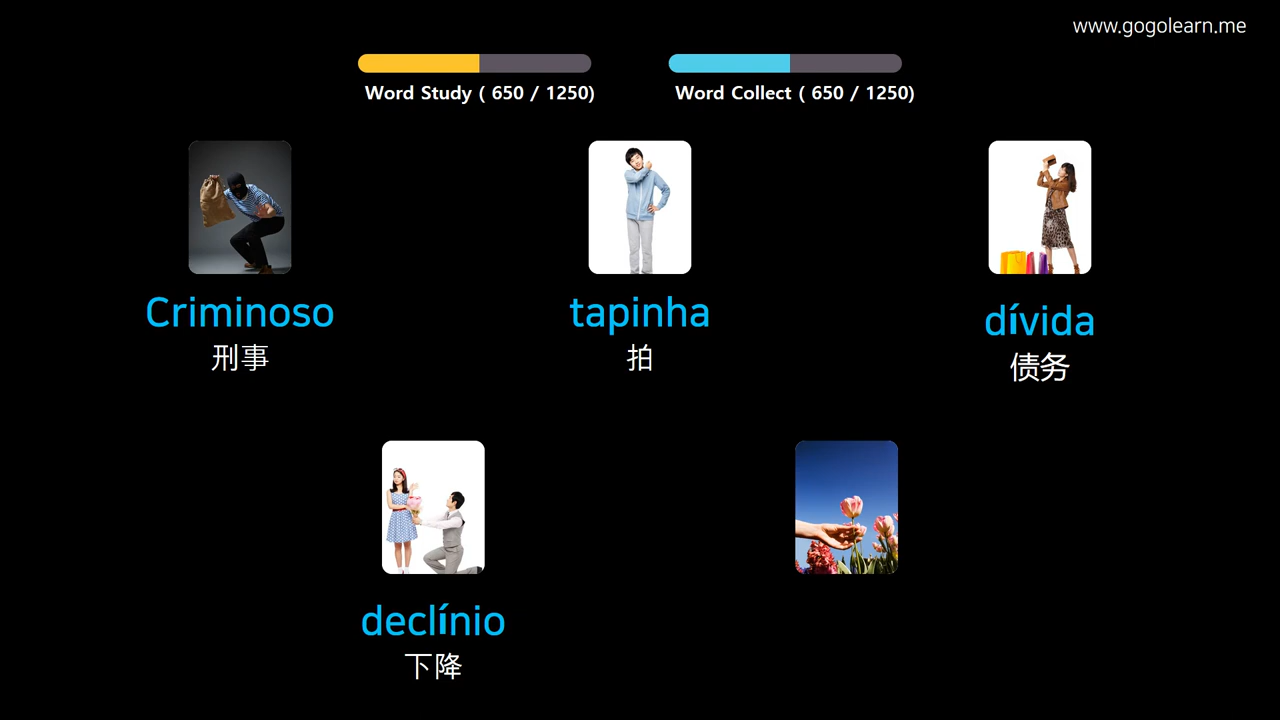 www.gogolearn.me
Word Study ( 650 / 1250)
Word Collect ( 650 / 1250)
Criminoso
刑事
tapinha
拍
dívida
债务
declínio
下降